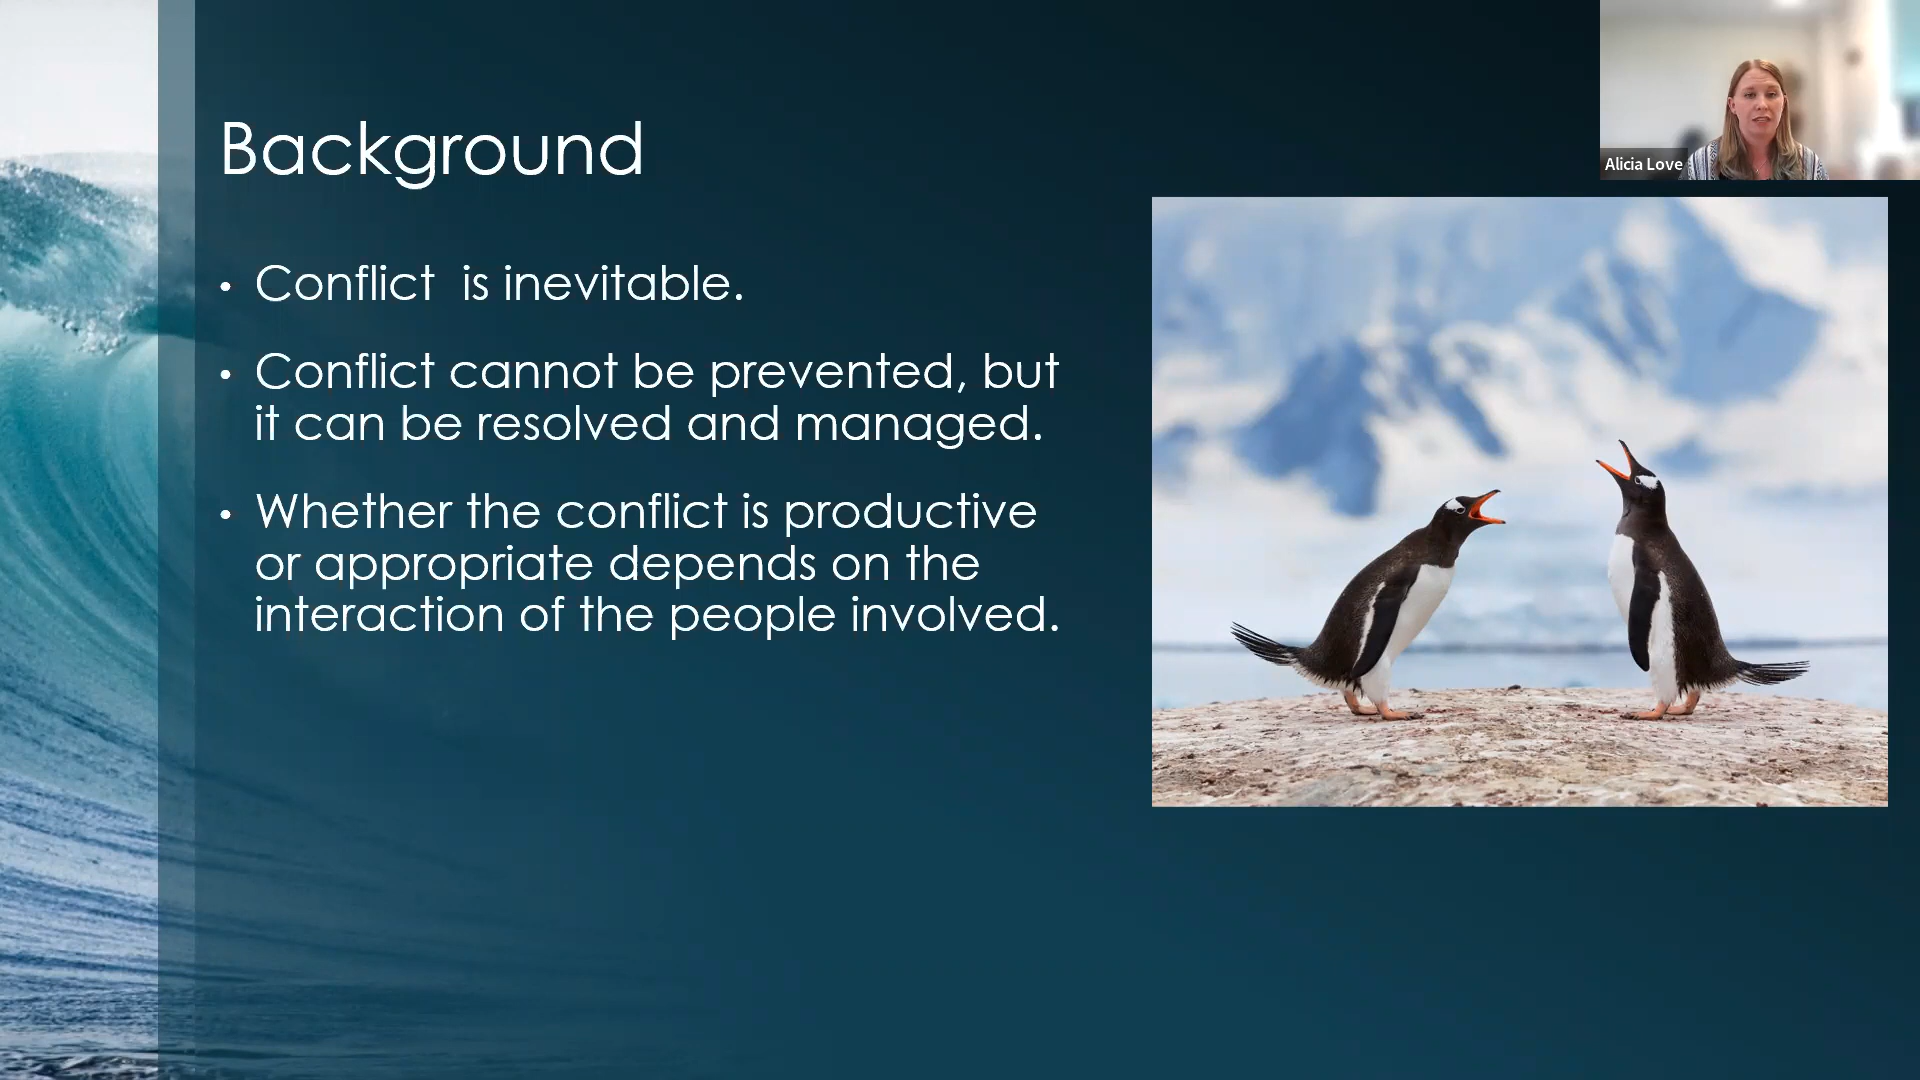 Background
Alicia Love
• Conflict  is inevitable.
• Conflict cannot be prevented, but
it can be resolved and managed.
• Whether the conflict is productive
or appropriate depends on the
interaction of the people involved.